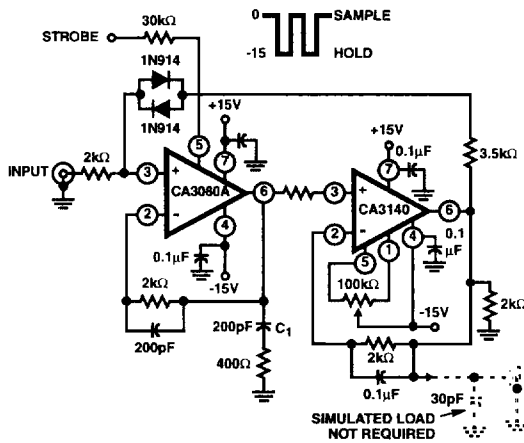 0
SAMPLE
-15
HOLD
30kΩ
STROBE
1N914
1N914
+15V
+15V
0.1µF
3.5kΩ
2kΩ
INPUT
5
7
7
3
+
CA3080A
6
3
+
CA3140
6
2
-
4
2
-
4
0.1
µF
5
1
0.1µF
-15V
100kΩ
-15V
2kΩ
200pF
200pF
C1
400Ω
2kΩ
2kΩ
0.1µF
30pF
SIMULATED LOAD
NOT REQUIRED